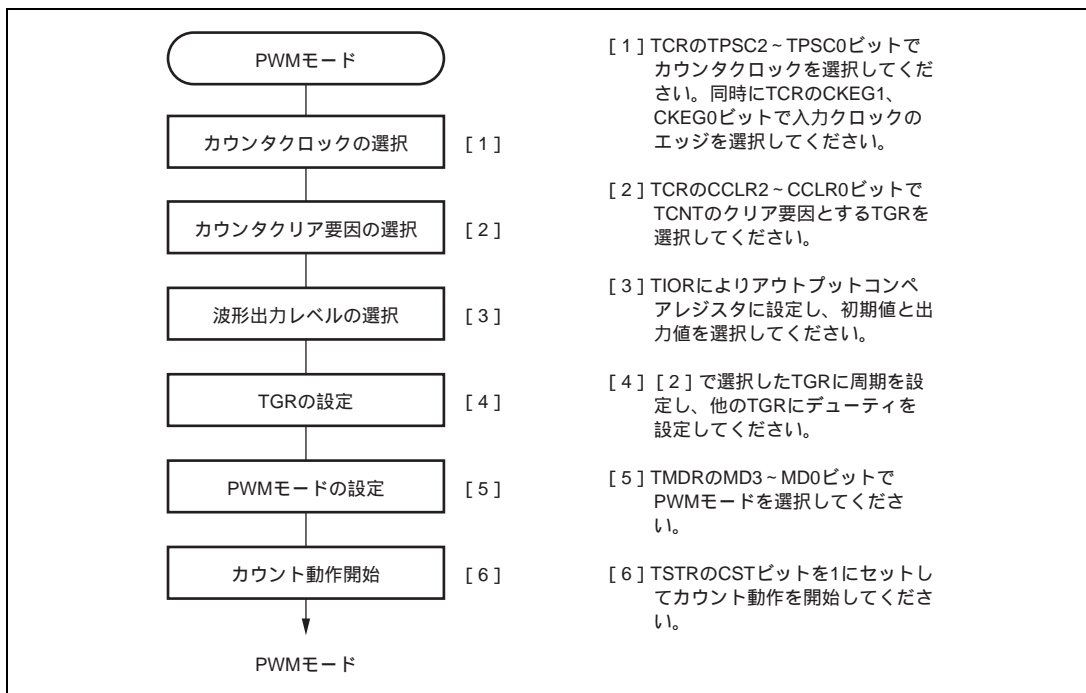 PWMモード
カウンタクロックの選択 [1]
カウンタクリア要因の選択 [2]
波形出力レベルの選択 [3]
TGRの設定 [4]
PWMモードの設定 [5]
カウント動作開始 [6]
PWMモード
[1] TCRのTPSC2~TPSC0ビットで
カウンタクロックを選択してくだ
さい。同時にTCRのCKEG1、
CKEG0ビットで入力クロックの
エッジを選択してください。
[2] TCRのCCLR2~CCLR0ビットで
TCNTのクリア要因とするTGRを
選択してください。
[3] TIORによりアウトプットコンペ
アレジスタに設定し、初期値と出
力値を選択してください。
[4] [2]で選択したTGRに周期を設
定し、他のTGRにデューティを
設定してください。
[5] TMDRのMD3~MD0ビットで
PWMモードを選択してくださ
い。
[6] TSTRのCSTビットを1にセットし
てカウント動作を開始してくださ
い。